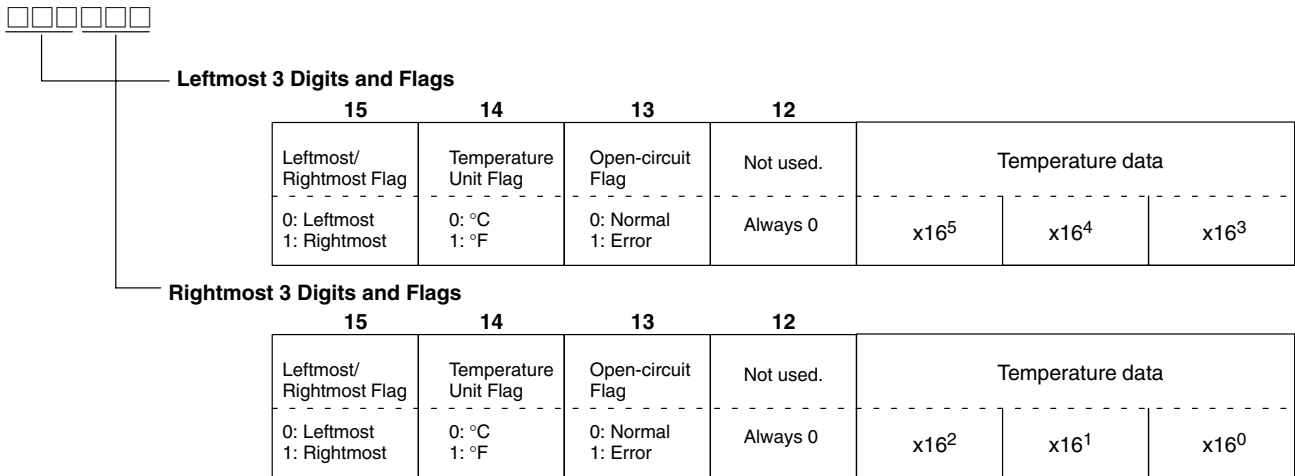 □□□□□□
Leftmost 3 Digits and Flags
15 14 13 12
Leftmost/ Temperature Open-circuit Not used. Temperature data
Rightmost Flag Unit Flag Flag
0: Leftmost 0: °C 0: Normal Always 0 x16⁵ x16⁴ x16³
1: Rightmost 1: °F 1: Error
Rightmost 3 Digits and Flags
15 14 13 12
Leftmost/ Temperature Open-circuit Not used. Temperature data
Rightmost Flag Unit Flag Flag
0: Leftmost 0: °C 0: Normal Always 0 x16² x16¹ x16⁰
1: Rightmost 1: °F 1: Error